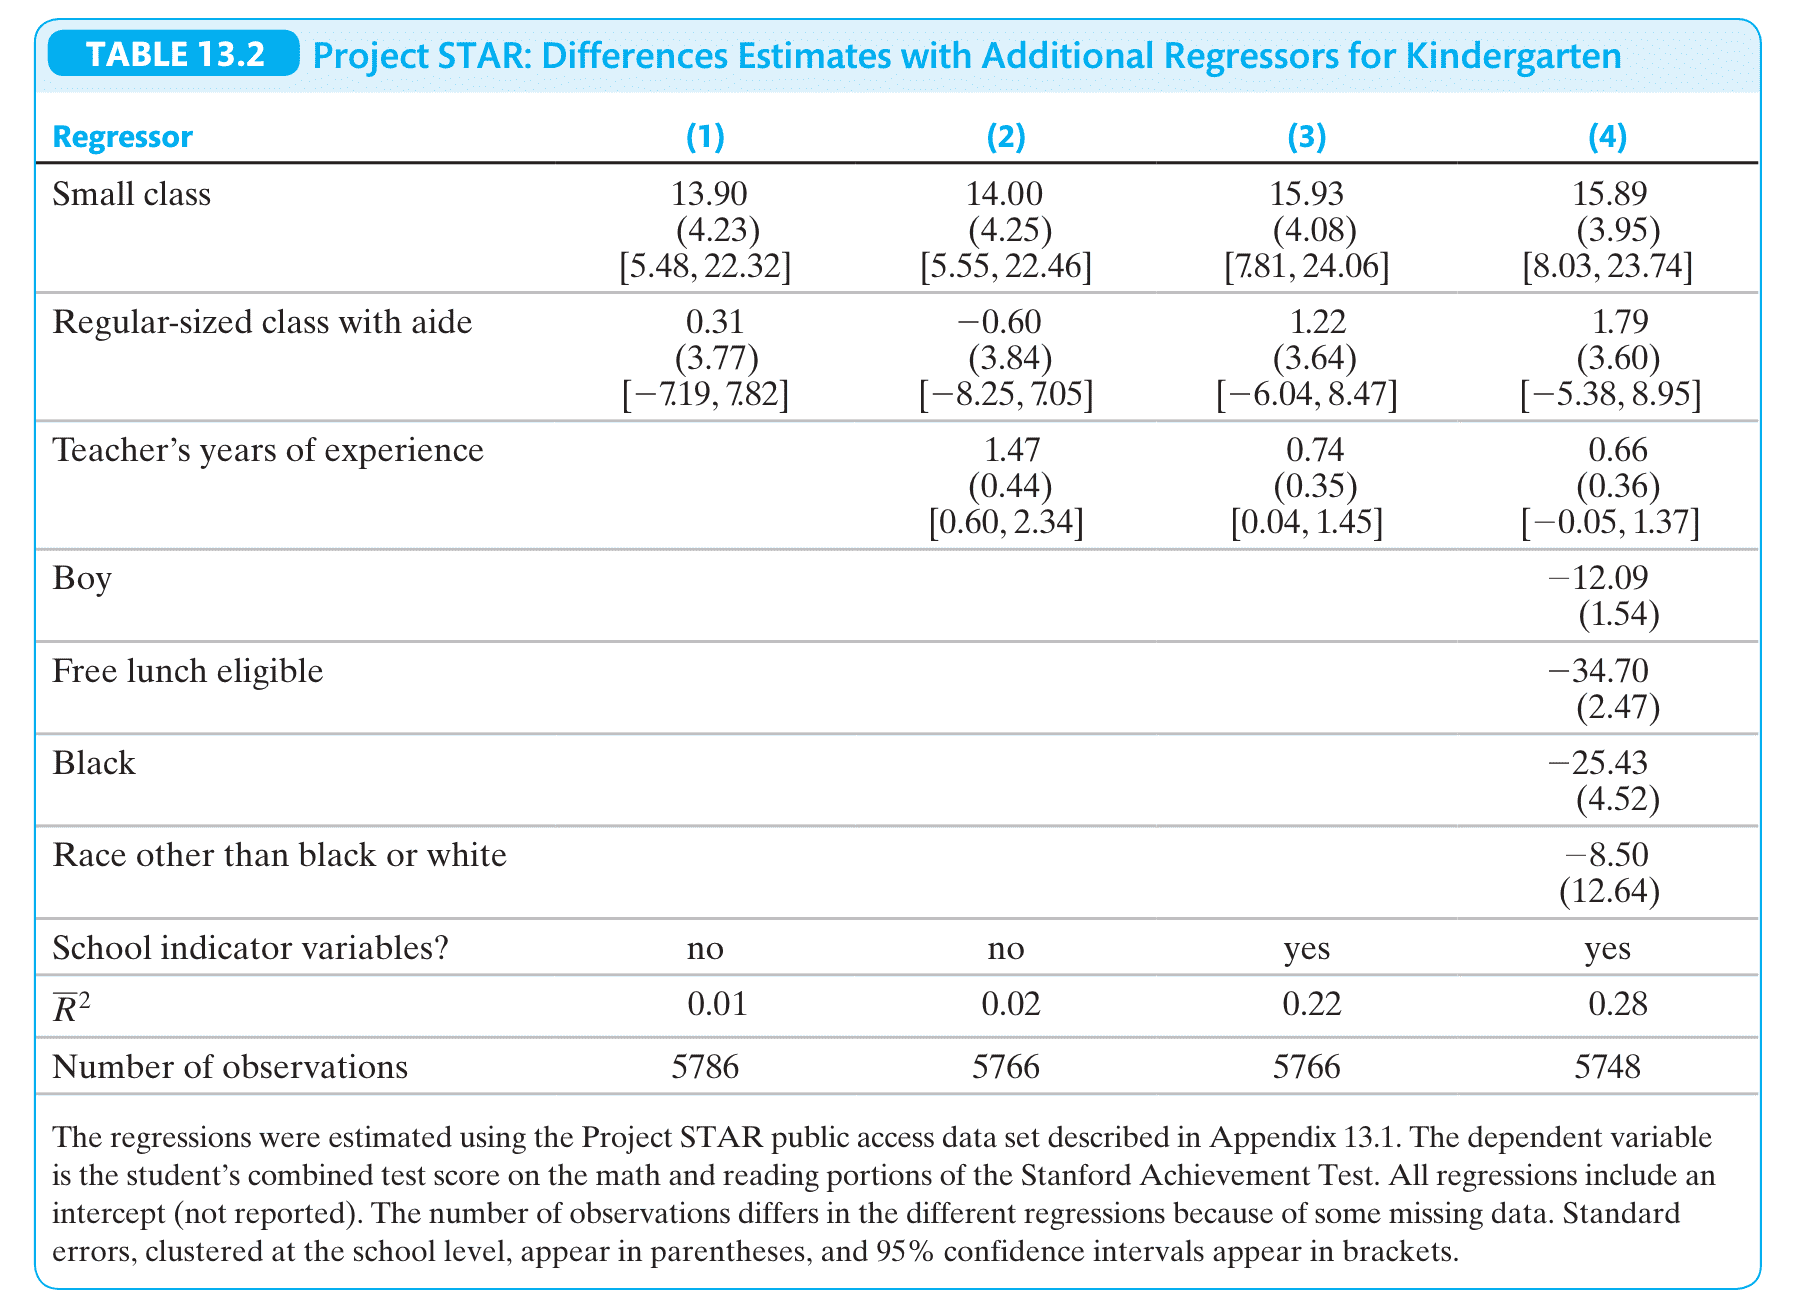 TABLE 13.2 Project STAR: Differences Estimates with Additional Regressors for Kindergarten
Regressor (1) (2) (3) (4)
Small class 13.90 14.00 15.93 15.89
(4.23) (4.25) (4.08) (3.95)
[5.48, 22.32] [5.55, 22.46] [7.81, 24.06] [8.03, 23.74]
Regular-sized class with aide 0.31 −0.60 1.22 1.79
(3.77) (3.84) (3.64) (3.60)
[−7.19, 7.82] [−8.25, 7.05] [−6.04, 8.47] [−5.38, 8.95]
Teacher’s years of experience 1.47 0.74 0.66
(0.44) (0.35) (0.36)
[0.60, 2.34] [0.04, 1.45] [−0.05, 1.37]
Boy −12.09
(1.54)
Free lunch eligible −34.70
(2.47)
Black −25.43
(4.52)
Race other than black or white −8.50
(12.64)
School indicator variables? no no yes yes
R̅² 0.01 0.02 0.22 0.28
Number of observations 5786 5766 5766 5748
The regressions were estimated using the Project STAR public access data set described in Appendix 13.1. The dependent variable
is the student’s combined test score on the math and reading portions of the Stanford Achievement Test. All regressions include an
intercept (not reported). The number of observations differs in the different regressions because of some missing data. Standard
errors, clustered at the school level, appear in parentheses, and 95% confidence intervals appear in brackets.